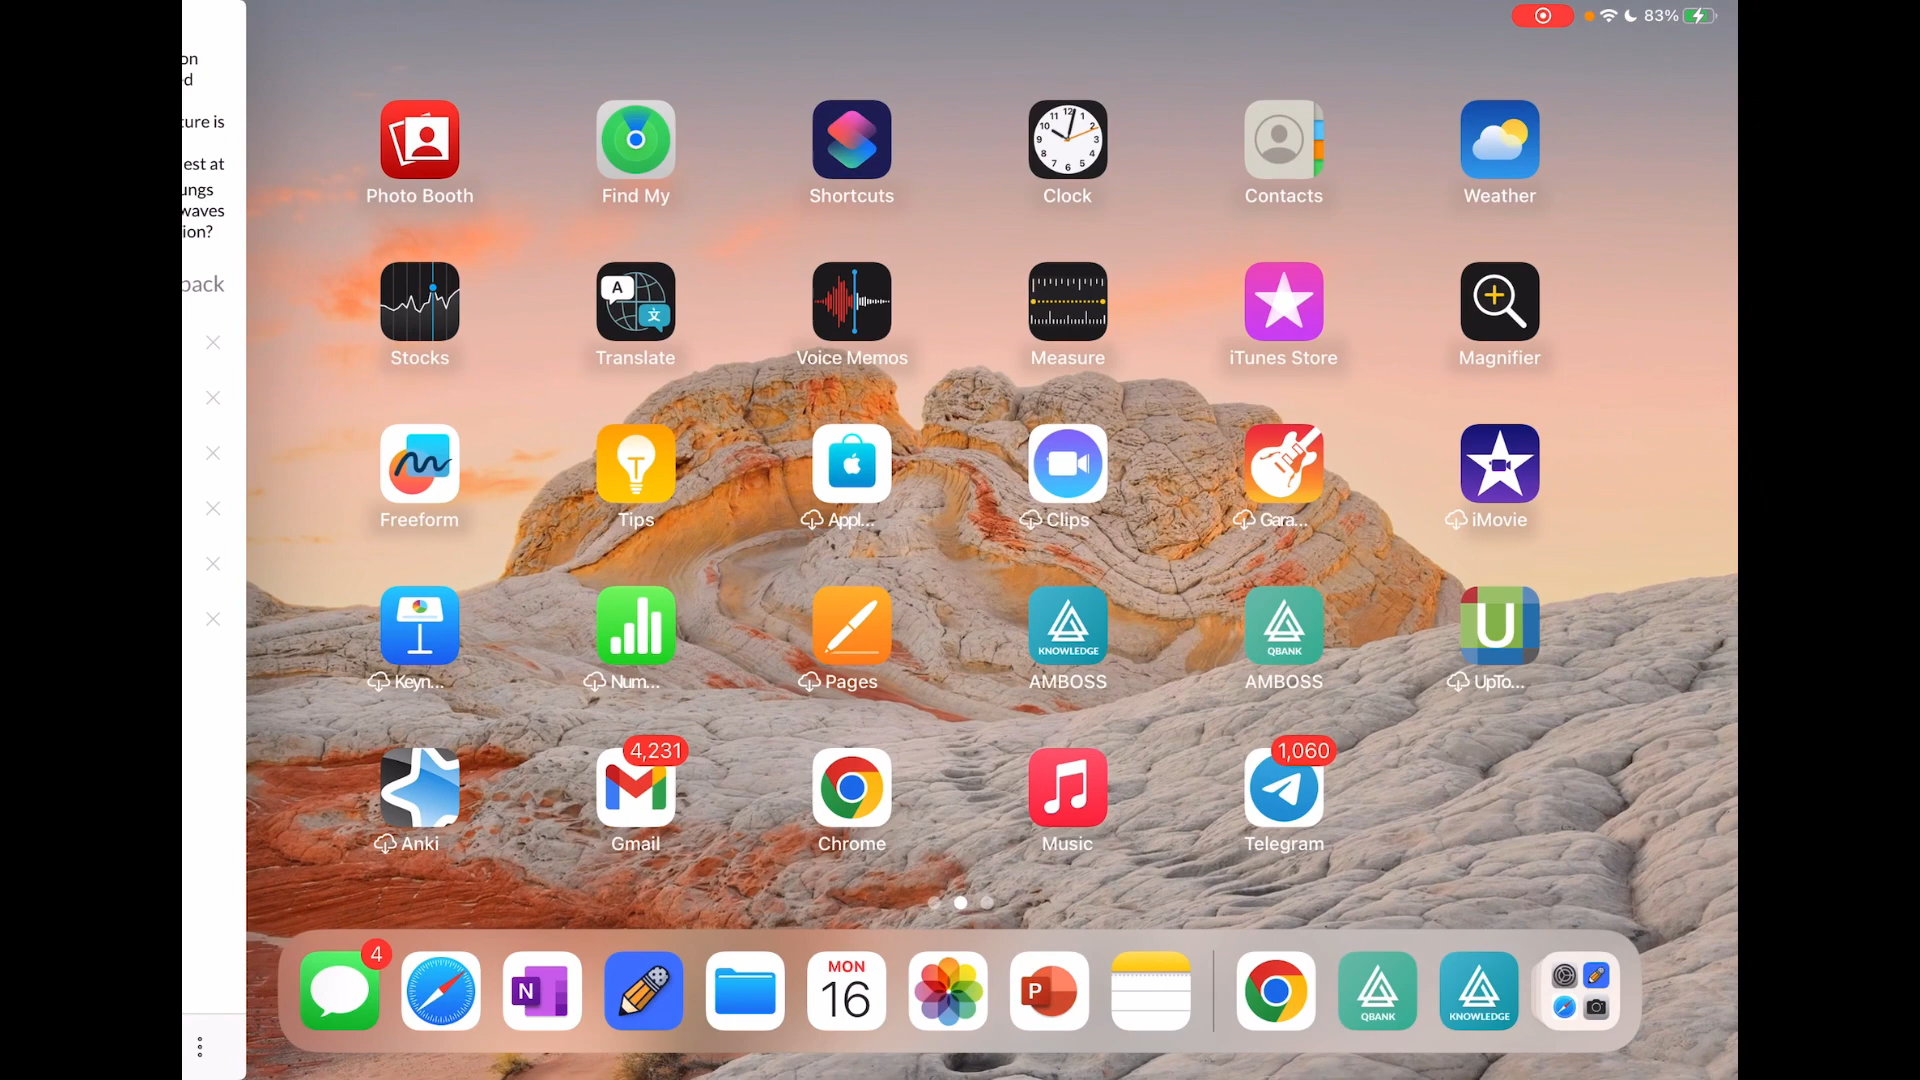 83%
on
ed
ture is
est at
ungs
waves
ion?
back
Photo Booth
Find My
Shortcuts
Clock
Contacts
Weather
Stocks
Translate
Voice Memos
Measure
iTunes Store
Magnifier
Freeform
Tips
Appl...
Clips
Gara...
iMovie
KNOWLEDGE
QBANK
U
Keyn...
Num...
Pages
AMBOSS
AMBOSS
UpTo...
4,231
1,060
Anki
Gmail
Chrome
Music
Telegram
4
N
MON
16
P
QBANK
KNOWLEDGE